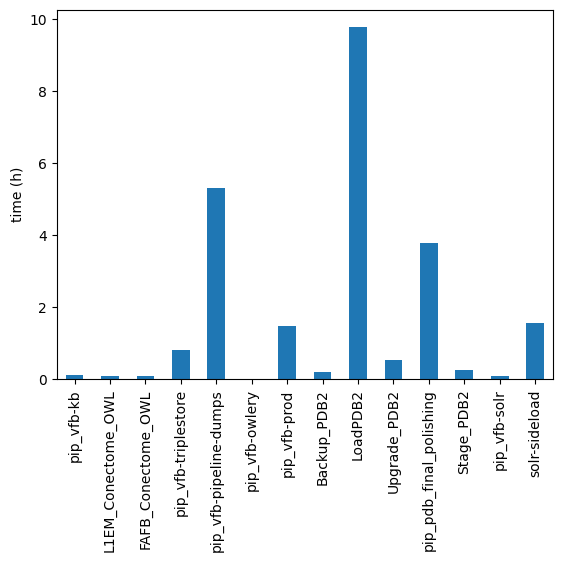 10
8
6
4
2
0
time (h)
pip_vfb-kb
L1EM_Conectome_OWL
FAFB_Conectome_OWL
pip_vfb-triplestore
pip_vfb-pipeline-dumps
pip_vfb-owlery
pip_vfb-prod
Backup_PDB2
LoadPDB2
Upgrade_PDB2
pip_pdb_final_polishing
Stage_PDB2
pip_vfb-solr
solr-sideload